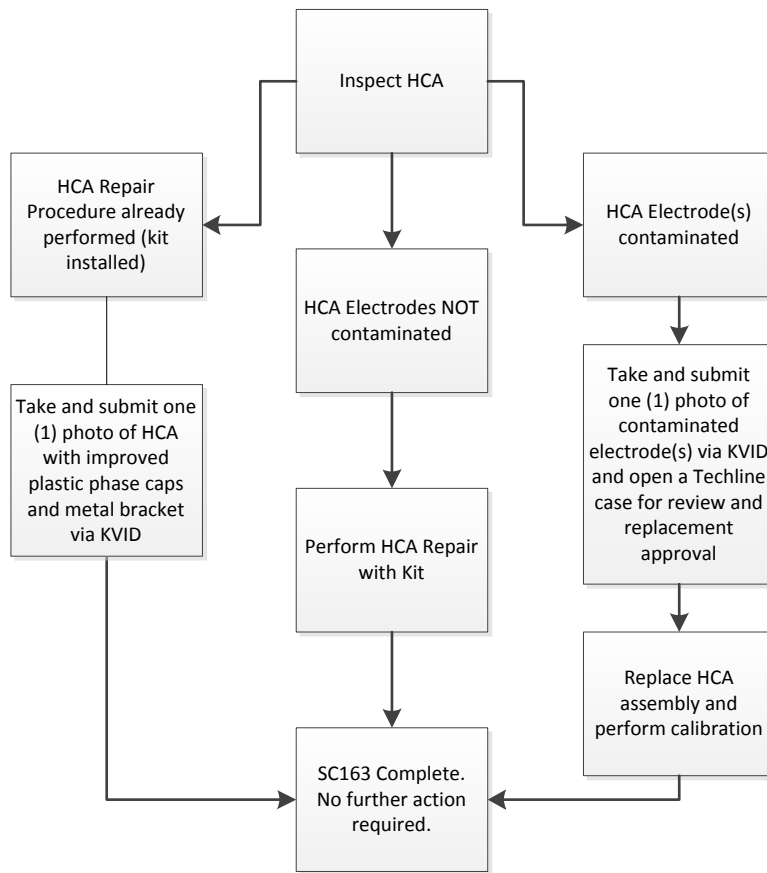 Inspect HCA
HCA Repair
Procedure already
performed (kit
installed)
HCA Electrode(s)
contaminated
HCA Electrodes NOT
contaminated
Take and submit one
(1) photo of HCA
with improved
plastic phase caps
and metal bracket
via KVID
Take and submit
one (1) photo of
contaminated
electrode(s) via KVID
and open a Techline
case for review and
replacement
approval
Perform HCA Repair
with Kit
Replace HCA
assembly and
perform calibration
SC163 Complete.
No further action
required.